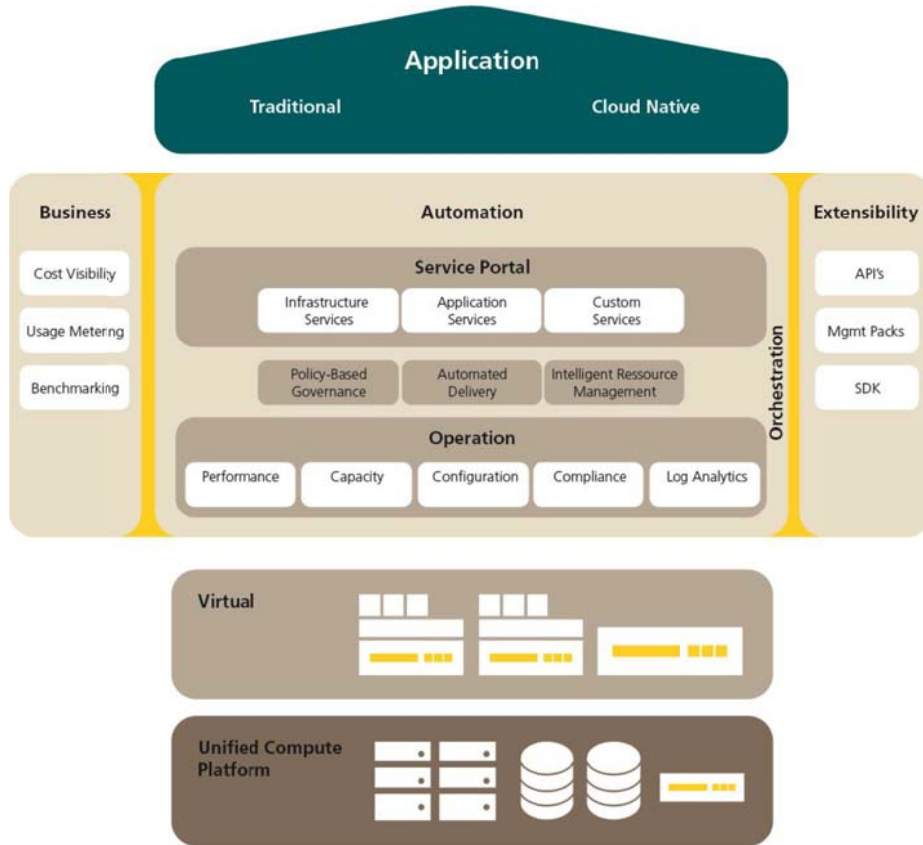 Application
Traditional
Cloud Native
Business
Cost Visibility
Usage Metering
Benchmarking
Automation
Service Portal
Infrastructure
Services
Application
Services
Custom
Services
Policy-Based
Governance
Automated
Delivery
Intelligent Ressource
Management
Operation
Performance
Capacity
Configuration
Compliance
Log Analytics
Orchestration
Extensibility
API's
Mgmt Packs
SDK
Virtual
Unified Compute
Platform